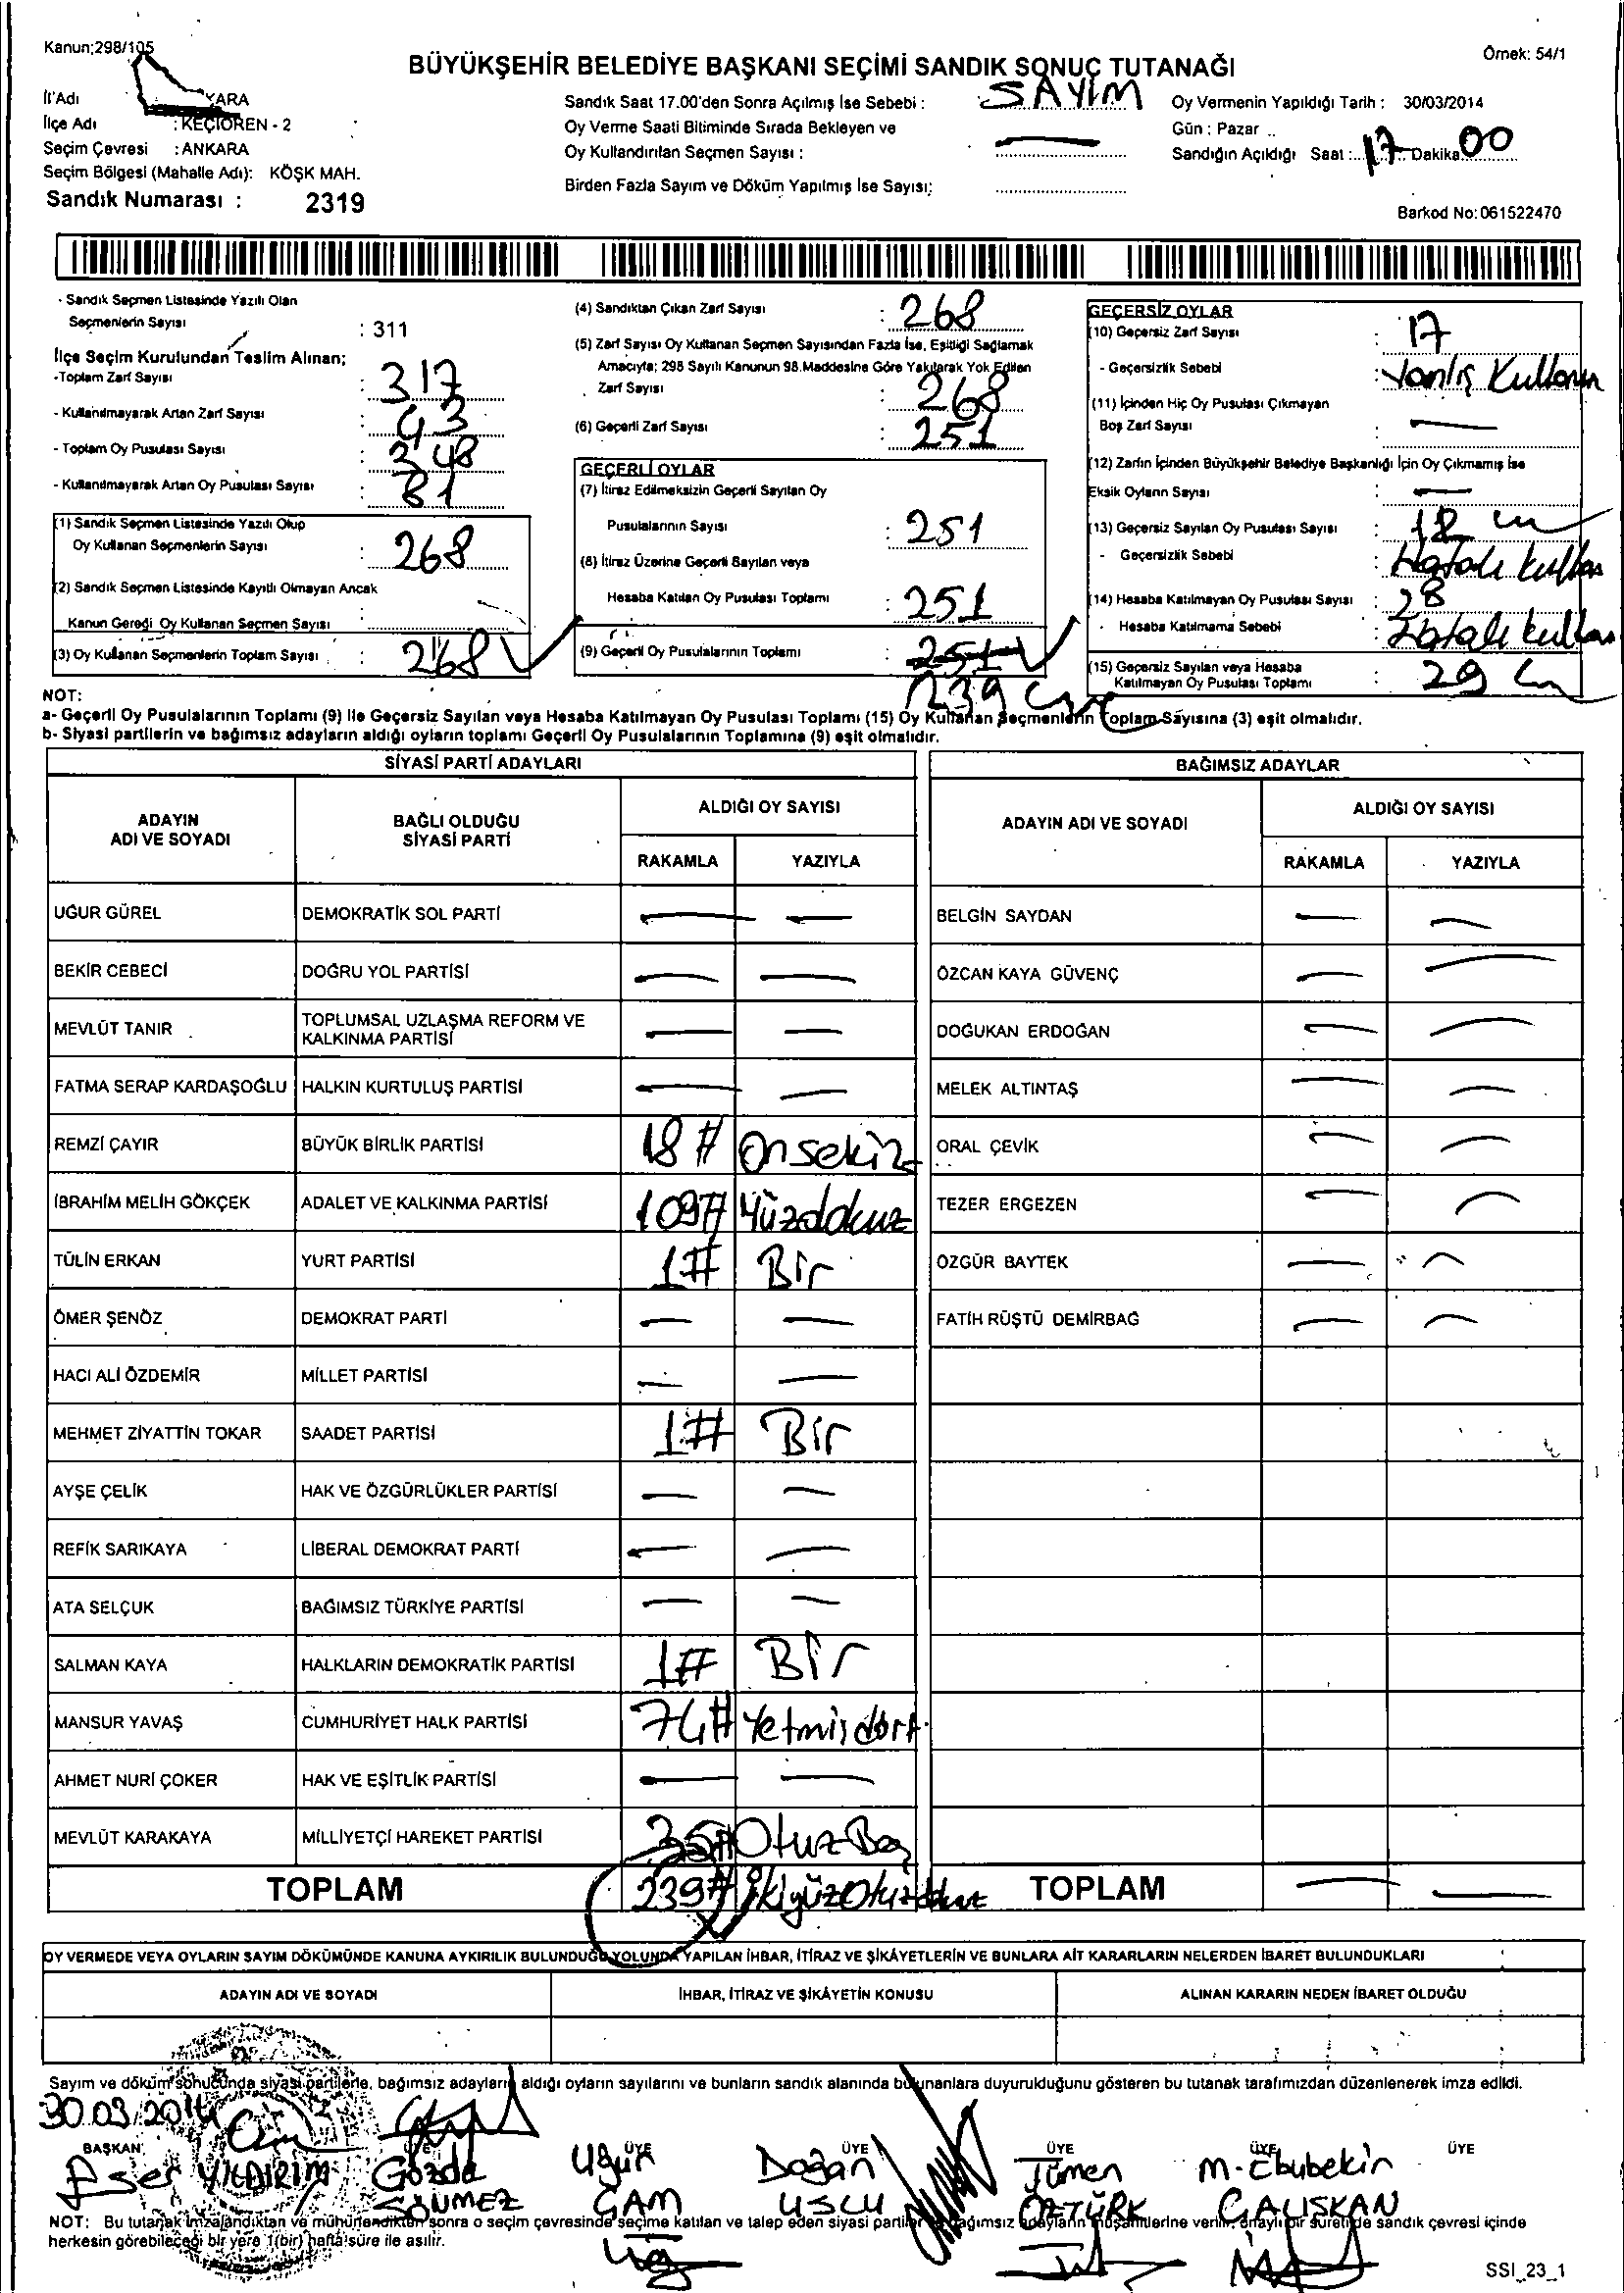 Kanun;298/105
Örnek: 54/1
BÜYÜKŞEHİR BELEDİYE BAŞKANI SEÇİMİ SANDIK SONUÇ TUTANAĞI
İl'Adı
İlçe Adı : KEÇİÖREN - 2
Seçim Çevresi : ANKARA
Seçim Bölgesi (Mahalle Adı): KÖŞK MAH.
Sandık Numarası : 2319
Sandık Saat 17.00'den Sonra Açılmış İse Sebebi : SAYIM
Oy Verme Saati Bitiminde Sırada Bekleyen ve
Oy Kullandırılan Seçmen Sayısı : —
Birden Fazla Sayım ve Döküm Yapılmış İse Sayısı;
Oy Vermenin Yapıldığı Tarih : 30/03/2014
Gün : Pazar
Sandığın Açıldığı Saat : 17 Dakika 00
Barkod No: 061522470
- Sandık Seçmen Listesinde Yazılı Olan
Seçmenlerin Sayısı : 311
İlçe Seçim Kurulundan Teslim Alınan;
-Toplam Zarf Sayısı : 317
- Kullanılmayarak Artan Zarf Sayısı : 43
- Toplam Oy Pusulası Sayısı : 348
- Kullanılmayarak Artan Oy Pusulası Sayısı : 81
(1) Sandık Seçmen Listesinde Yazılı Olup
Oy Kullanan Seçmenlerin Sayısı : 268
(2) Sandık Seçmen Listesinde Kayıtlı Olmayan Ancak
Kanun Gereği Oy Kullanan Seçmen Sayısı
(3) Oy Kullanan Seçmenlerin Toplam Sayısı : 268
(4) Sandıktan Çıkan Zarf Sayısı : 268
(5) Zarf Sayısı Oy Kullanan Seçmen Sayısından Fazla İse, Eşitliği Sağlamak
Amacıyla; 298 Sayılı Kanunun 98.Maddesine Göre Yakılarak Yok Edilen
Zarf Sayısı : 268
(6) Geçerli Zarf Sayısı : 251
GEÇERLİ OYLAR
(7) İtiraz Edilmeksizin Geçerli Sayılan Oy
Pusulalarının Sayısı : 251
(8) İtiraz Üzerine Geçerli Sayılan veya
Hesaba Katılan Oy Pusulası Toplamı : 251
(9) Geçerli Oy Pusulalarının Toplamı : 251
239
GEÇERSİZ OYLAR
(10) Geçersiz Zarf Sayısı : 17
- Geçersizlik Sebebi : Yanlış Kullanım
(11) İçinden Hiç Oy Pusulası Çıkmayan
Boş Zarf Sayısı : —
(12) Zarfın İçinden Büyükşehir Belediye Başkanlığı İçin Oy Çıkmamış İse
Eksik Oyların Sayısı : —
(13) Geçersiz Sayılan Oy Pusulası Sayısı :
- Geçersizlik Sebebi : Hatalı
(14) Hesaba Katılmayan Oy Pusulası Sayısı : 28
- Hesaba Katılmama Sebebi : Hatalı
(15) Geçersiz Sayılan veya Hesaba
Katılmayan Oy Pusulası Toplamı : 29
NOT:
a- Geçerli Oy Pusulalarının Toplamı (9) ile Geçersiz Sayılan veya Hesaba Katılmayan Oy Pusulası Toplamı (15) Oy Kullanan Seçmenlerin Toplam Sayısına (3) eşit olmalıdır.
b- Siyasi partilerin ve bağımsız adayların aldığı oyların toplamı Geçerli Oy Pusulalarının Toplamına (9) eşit olmalıdır.
SİYASİ PARTİ ADAYLARI
ADAYIN ADI VE SOYADI BAĞLI OLDUĞU SİYASİ PARTİ ALDIĞI OY SAYISI
RAKAMLA YAZIYLA
UĞUR GÜREL DEMOKRATİK SOL PARTİ — —
BEKİR CEBECİ DOĞRU YOL PARTİSİ — —
MEVLÜT TANIR TOPLUMSAL UZLAŞMA REFORM VE KALKINMA PARTİSİ — —
FATMA SERAP KARDAŞOĞLU HALKIN KURTULUŞ PARTİSİ — —
REMZİ ÇAYIR BÜYÜK BİRLİK PARTİSİ 18# Onsekiz
İBRAHİM MELİH GÖKÇEK ADALET VE KALKINMA PARTİSİ 109# Yüzdokuz
TÜLİN ERKAN YURT PARTİSİ 1# Bir
ÖMER ŞENÖZ DEMOKRAT PARTİ — —
HACI ALİ ÖZDEMİR MİLLET PARTİSİ — —
MEHMET ZİYATTİN TOKAR SAADET PARTİSİ 1# Bir
AYŞE ÇELİK HAK VE ÖZGÜRLÜKLER PARTİSİ — —
REFİK SARIKAYA LİBERAL DEMOKRAT PARTİ — —
ATA SELÇUK BAĞIMSIZ TÜRKİYE PARTİSİ — —
SALMAN KAYA HALKLARIN DEMOKRATİK PARTİSİ 1# Bir
MANSUR YAVAŞ CUMHURİYET HALK PARTİSİ 74# Yetmişdört
AHMET NURİ ÇOKER HAK VE EŞİTLİK PARTİSİ — —
MEVLÜT KARAKAYA MİLLİYETÇİ HAREKET PARTİSİ 35# OtuzBeş
TOPLAM 239# İkiyüzOtuzdokuz
BAĞIMSIZ ADAYLAR
ADAYIN ADI VE SOYADI ALDIĞI OY SAYISI
RAKAMLA YAZIYLA
BELGİN SAYDAN — —
ÖZCAN KAYA GÜVENÇ — —
DOĞUKAN ERDOĞAN — —
MELEK ALTINTAŞ — —
ORAL ÇEVİK — —
TEZER ERGEZEN — —
ÖZGÜR BAYTEK — —
FATİH RÜŞTÜ DEMİRBAĞ — —
TOPLAM — —
OY VERMEDE VEYA OYLARIN SAYIM DÖKÜMÜNDE KANUNA AYKIRILIK BULUNDUĞU YOLUNDA YAPILAN İHBAR, İTİRAZ VE ŞİKÂYETLERİN VE BUNLARA AİT KARARLARIN NELERDEN İBARET BULUNDUKLARI
ADAYIN ADI VE SOYADI İHBAR, İTİRAZ VE ŞİKÂYETİN KONUSU ALINAN KARARIN NEDEN İBARET OLDUĞU
Sayım ve döküm sonucunda siyasi partilerle, bağımsız adayların aldığı oyların sayılarını ve bunların sandık alanında bulunanlara duyurulduğunu gösteren bu tutanak tarafımızdan düzenlenerek imza edildi.
30.03.2014
BAŞKAN ÜYE ÜYE ÜYE ÜYE ÜYE ÜYE
Eser YILDIRIM
Gözde SÖNMEZ
Uğur ÇAM
Doğan USLU
Tümen ÖZTÜRK
M. Ebubekir ÇALIŞKAN
NOT: Bu tutanak imzalandıktan ve mühürlendikten sonra o seçim çevresinde seçime katılan ve talep eden siyasi partiler bağımsız adayların müşahitlerine verilir, onaylı bir sureti de sandık çevresi içinde
herkesin görebileceği bir yere 1(bir) hafta süre ile asılır.
SSI_23_1